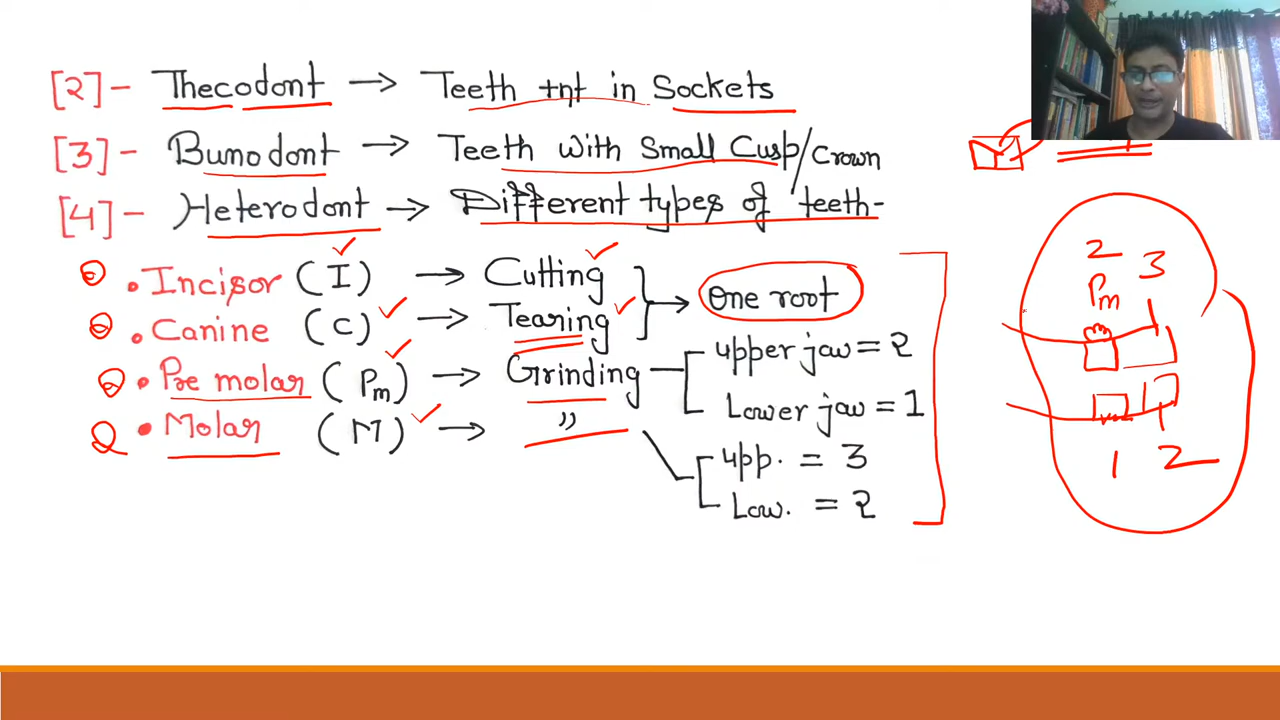 [2]- Thecodont → Teeth tnt in Sockets
[3]- Bunodont → Teeth With Small Cusp/Crown
[4]- Heterodont → Different types of teeth-
• Incisor (I) → Cutting
• Canine (C) → Tearing
→ One root
• Pre molar (Pm) → Grinding
Upper jaw = 2
Lower jaw = 1
• Molar (M) → "
Upp. = 3
Low. = 2
2 3
Pm
1 2